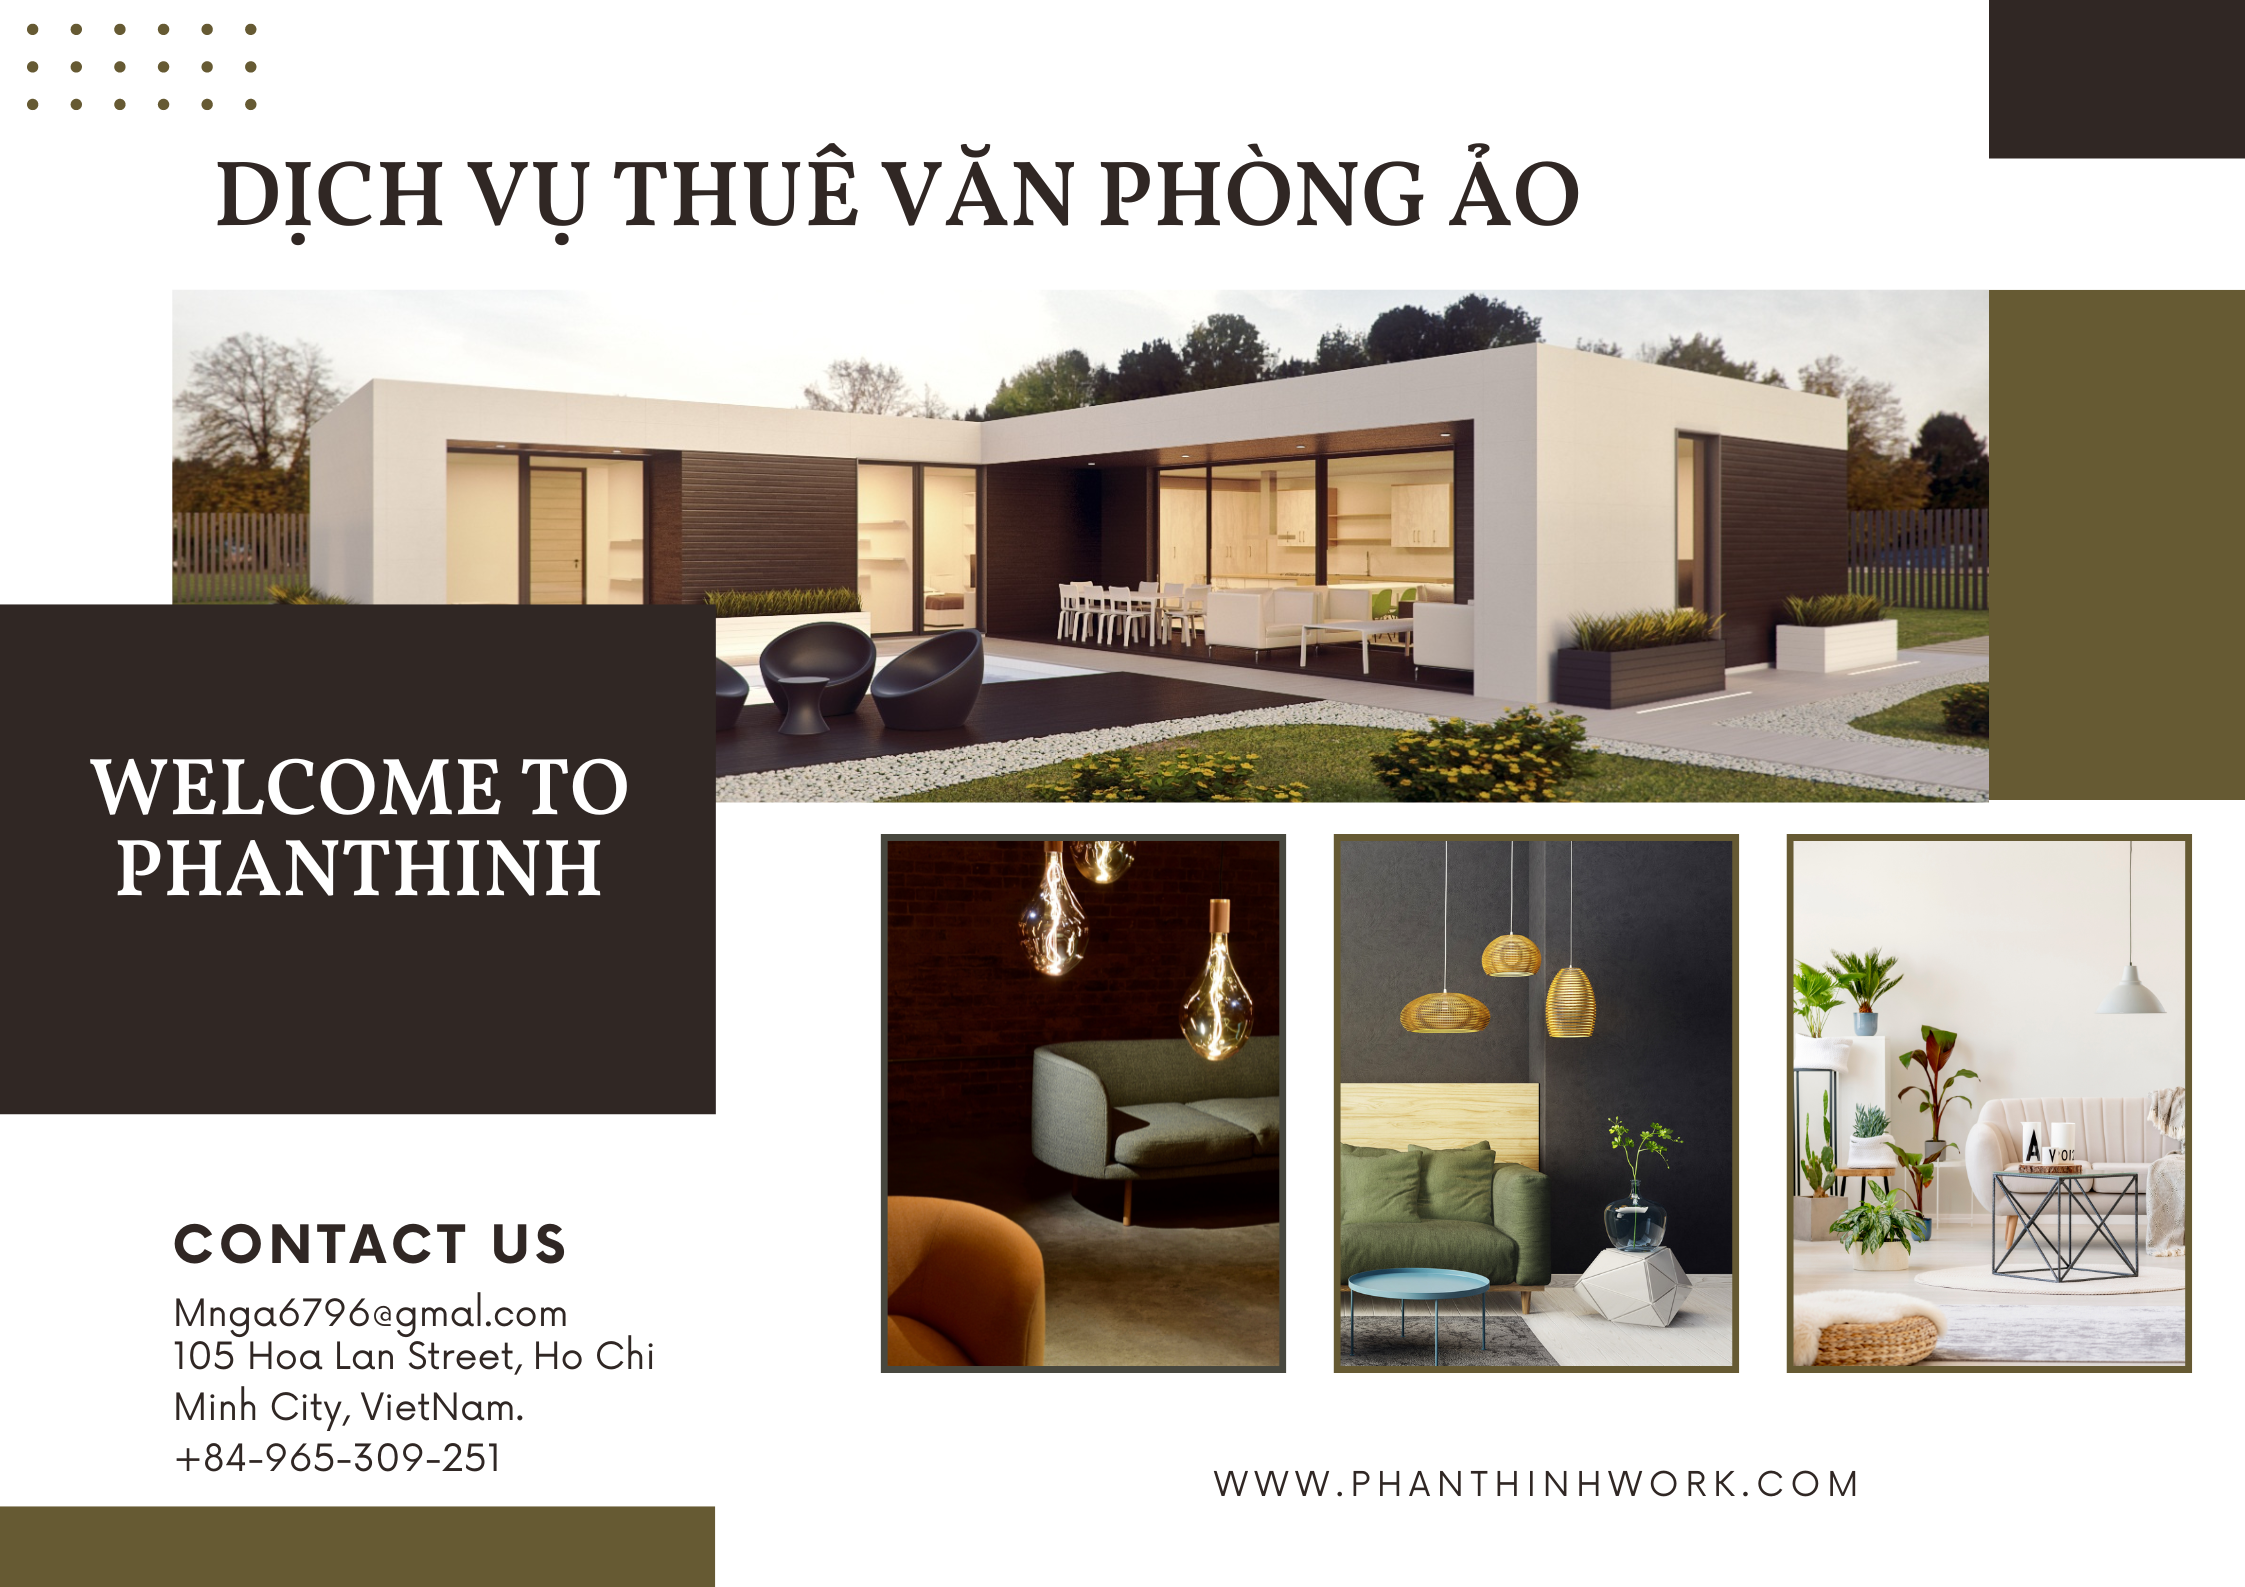 DỊCH VỤ THUÊ VĂN PHÒNG ẢO
WELCOME TO
PHANTHINH
CONTACT US
Mnga6796@gmal.com
105 Hoa Lan Street, Ho Chi
Minh City, VietNam.
+84-965-309-251
A
VOI
WWW.PHANTHINHWORK.COM